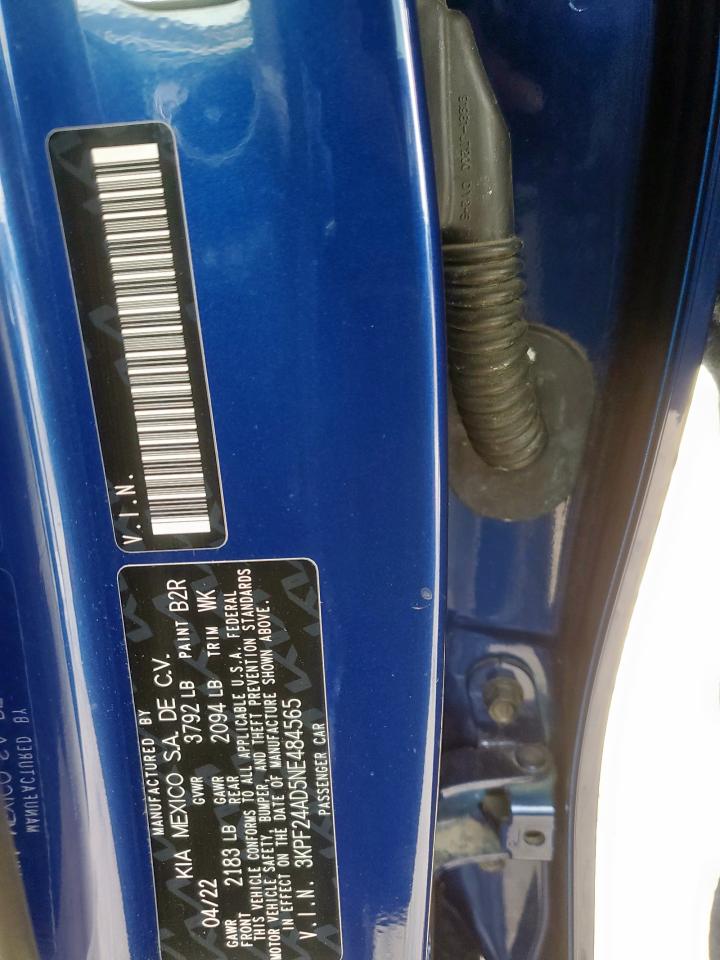 V.I.N.
MANUFACTURED BY
KIA MEXICO S.A. DE C.V.
04/22 GVWR 3792 LB PAINT B2R
GAWR FRONT 2183 LB GAWR REAR 2094 LB TRIM WK
THIS VEHICLE CONFORMS TO ALL APPLICABLE U.S.A. FEDERAL
MOTOR VEHICLE SAFETY, BUMPER, AND THEFT PREVENTION STANDARDS
IN EFFECT ON THE DATE OF MANUFACTURE SHOWN ABOVE.
V.I.N. 3KPF24AD5NE484565
PASSENGER CAR
MANUFACTURED BY